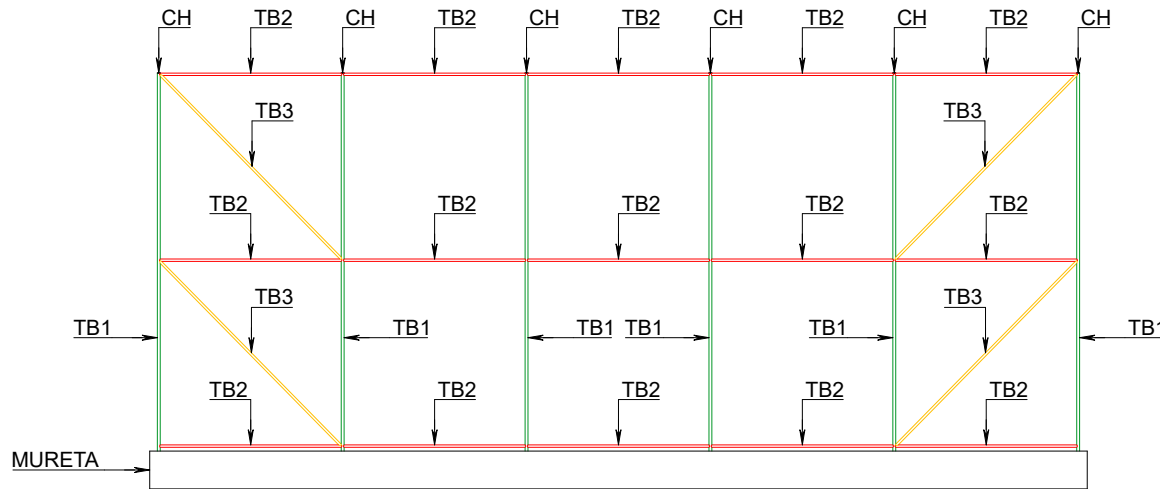 CH TB2 CH TB2 CH TB2 CH TB2 CH TB2 CH
TB3 TB3
TB2 TB2 TB2 TB2 TB2
TB3 TB3
TB1 TB1 TB1 TB1 TB1 TB1
TB2 TB2 TB2 TB2 TB2
MURETA